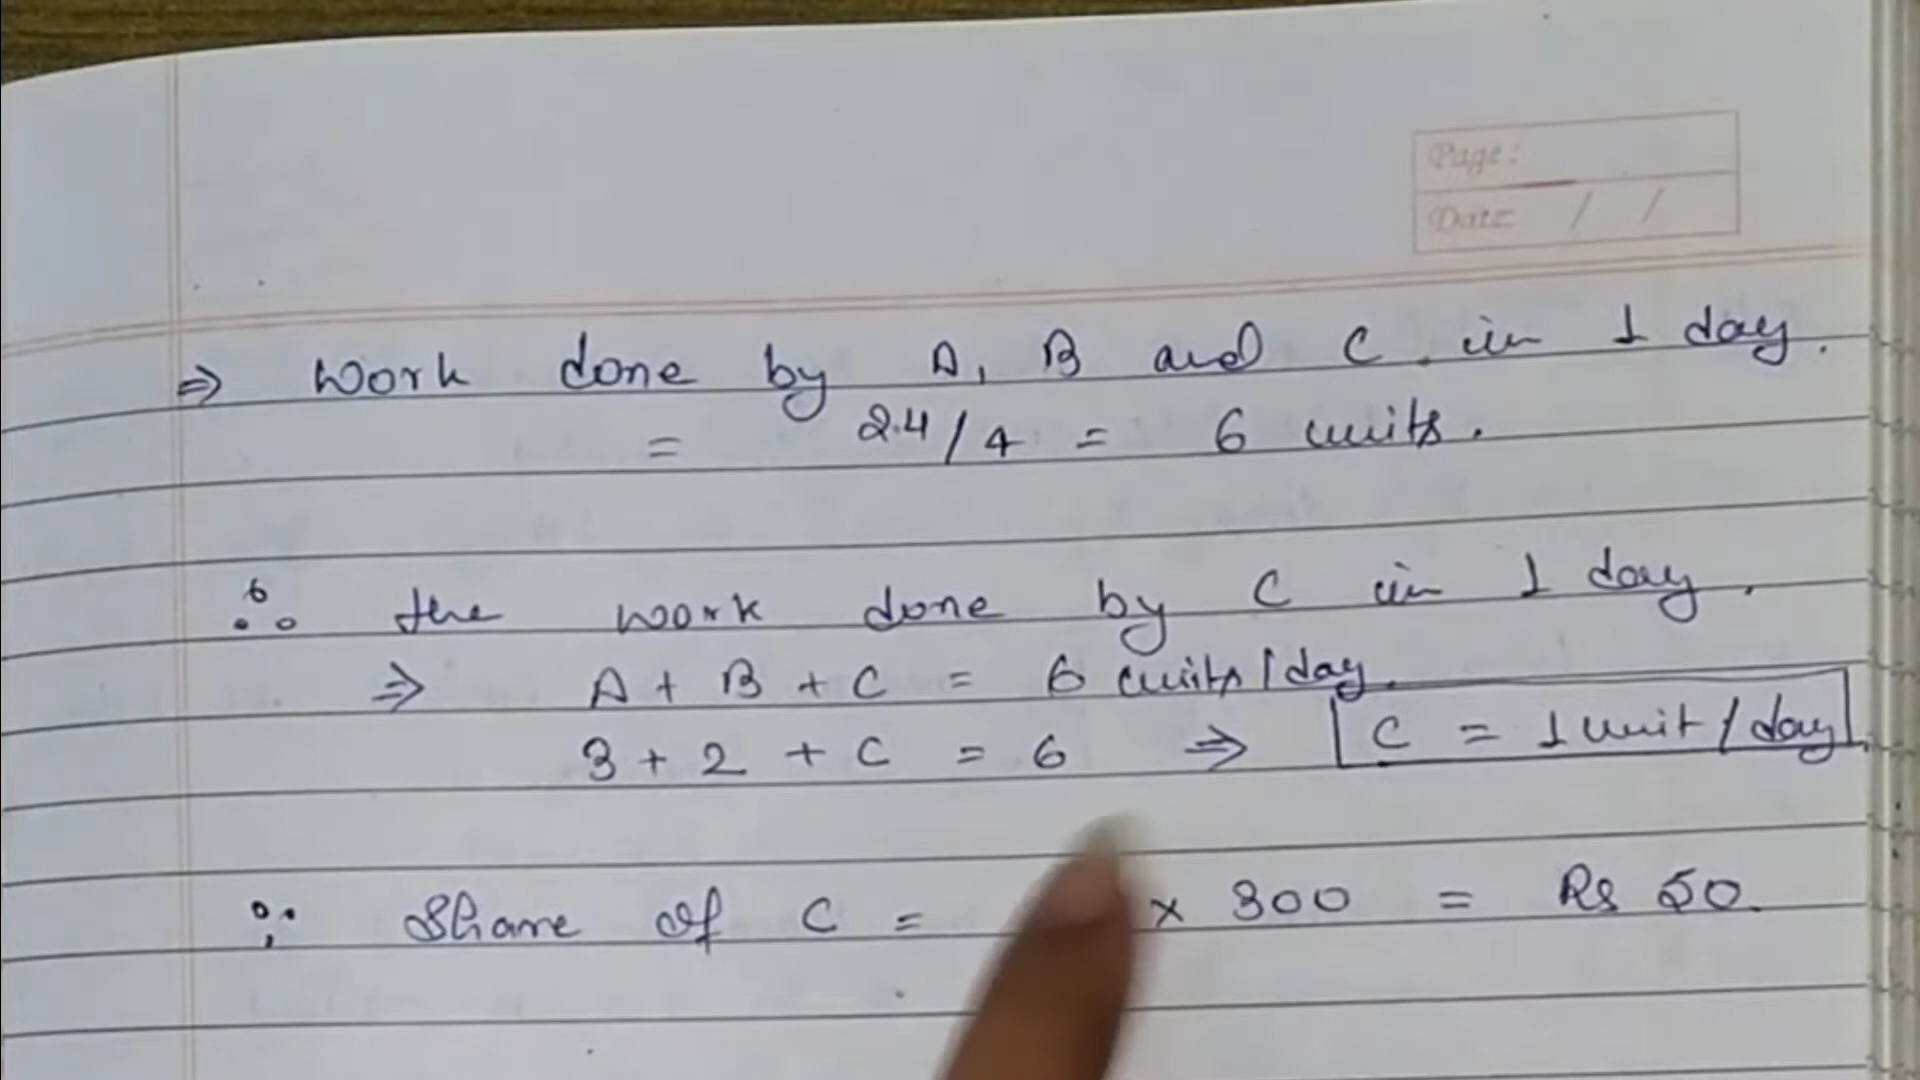 Page:
Date: / /
⇒ Work done by A, B and C in 1 day.
= 24/4 = 6 units.
∴ the work done by C in 1 day.
⇒ A + B + C = 6 units/day.
3 + 2 + C = 6 ⇒ C = 1 unit/day
∴ Share of C = × 300 = Rs 50.